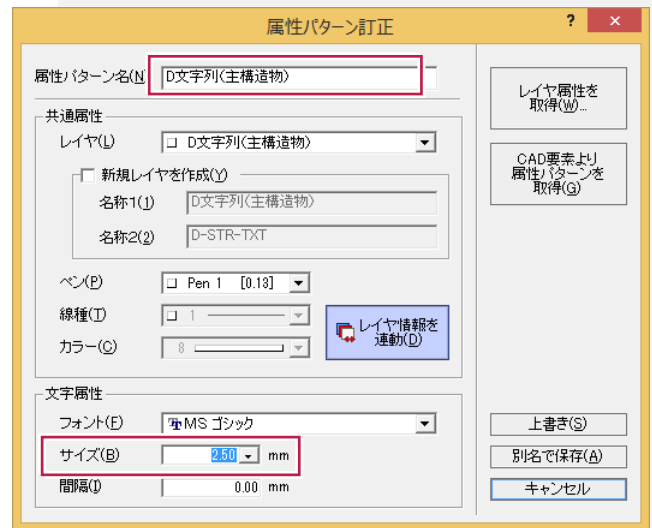 属性パターン訂正
? ×
属性パターン名(N) D文字列(主構造物)
共通属性
レイヤ(L) D文字列(主構造物)
新規レイヤを作成(Y)
名称1(1) D文字列(主構造物)
名称2(2) D-STR-TXT
ペン(P) Pen 1 [0.13]
線種(T) 1
カラー(C) 8
レイヤ情報を
連動(D)
文字属性
フォント(F) MS ゴシック
サイズ(B) 2.50 mm
間隔(I) 0.00 mm
レイヤ属性を
取得(W)...
CAD要素より
属性パターンを
取得(G)
上書き(S)
別名で保存(A)
キャンセル